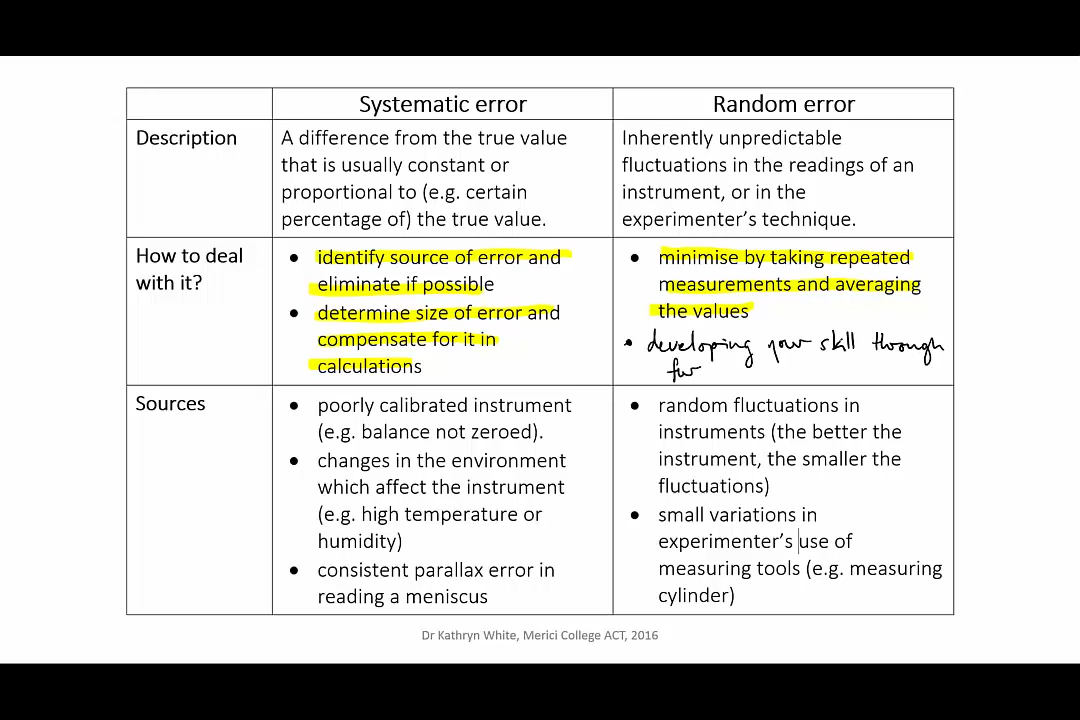 Systematic error
Random error
Description
A difference from the true value
that is usually constant or
proportional to (e.g. certain
percentage of) the true value.
Inherently unpredictable
fluctuations in the readings of an
instrument, or in the
experimenter's technique.
How to deal
with it?
• identify source of error and
eliminate if possible
• determine size of error and
compensate for it in
calculations
• minimise by taking repeated
measurements and averaging
the values
• developing your skill through
fur
Sources
• poorly calibrated instrument
(e.g. balance not zeroed).
• changes in the environment
which affect the instrument
(e.g. high temperature or
humidity)
• consistent parallax error in
reading a meniscus
• random fluctuations in
instruments (the better the
instrument, the smaller the
fluctuations)
• small variations in
experimenter's use of
measuring tools (e.g. measuring
cylinder)
Dr Kathryn White, Merici College ACT, 2016